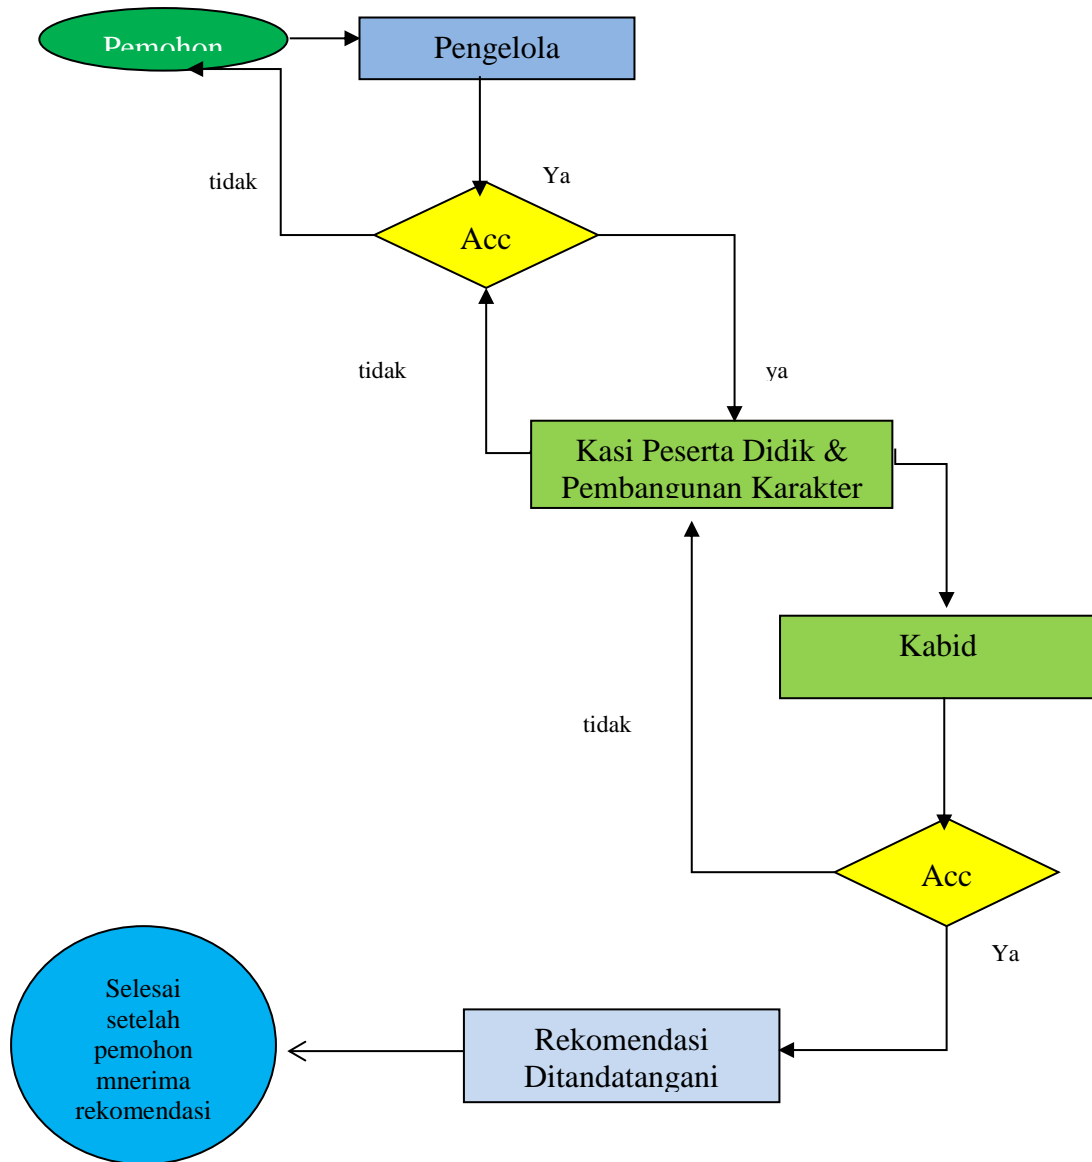 Pemohon
Pengelola
tidak
Ya
Acc
tidak
ya
Kasi Peserta Didik &
Pembangunan Karakter
Kabid
tidak
Acc
Ya
Selesai
setelah
pemohon
mnerima
rekomendasi
Rekomendasi
Ditandatangani